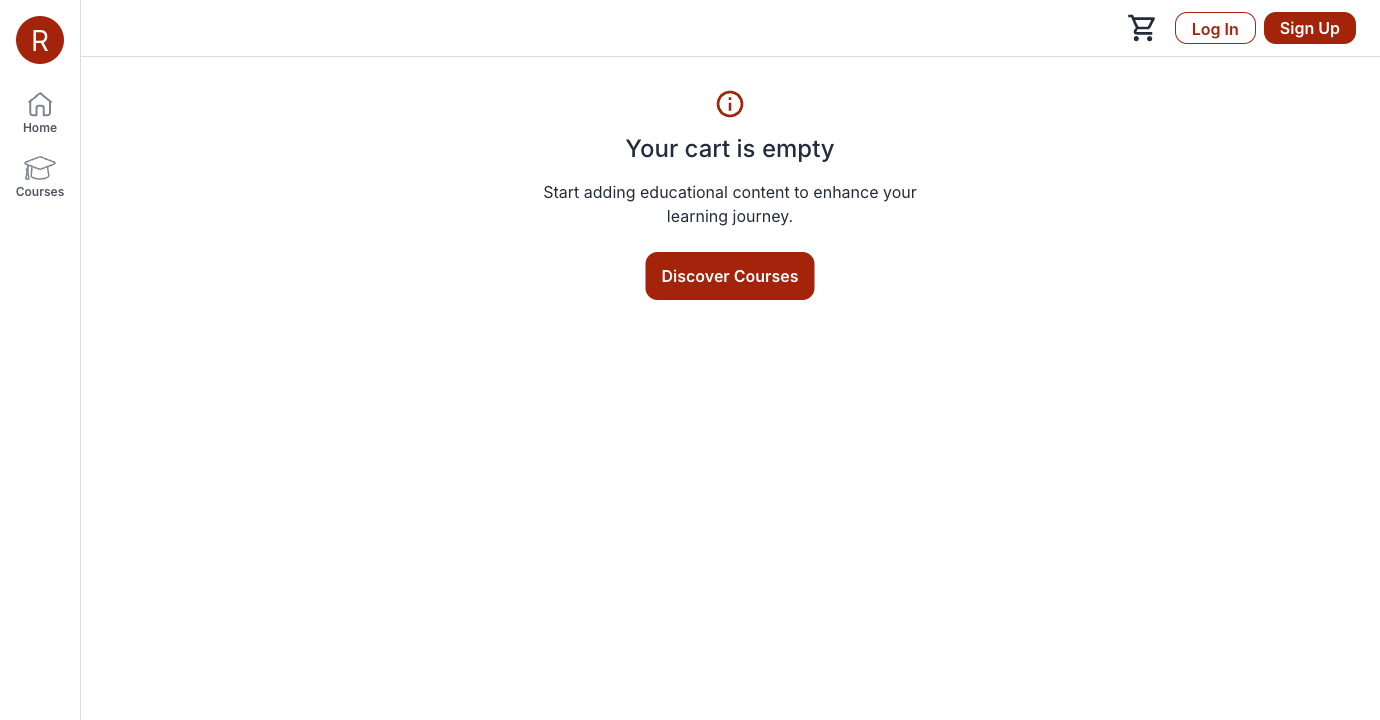 R
Home
Courses
Log In
Sign Up
Your cart is empty
Start adding educational content to enhance your
learning journey.
Discover Courses